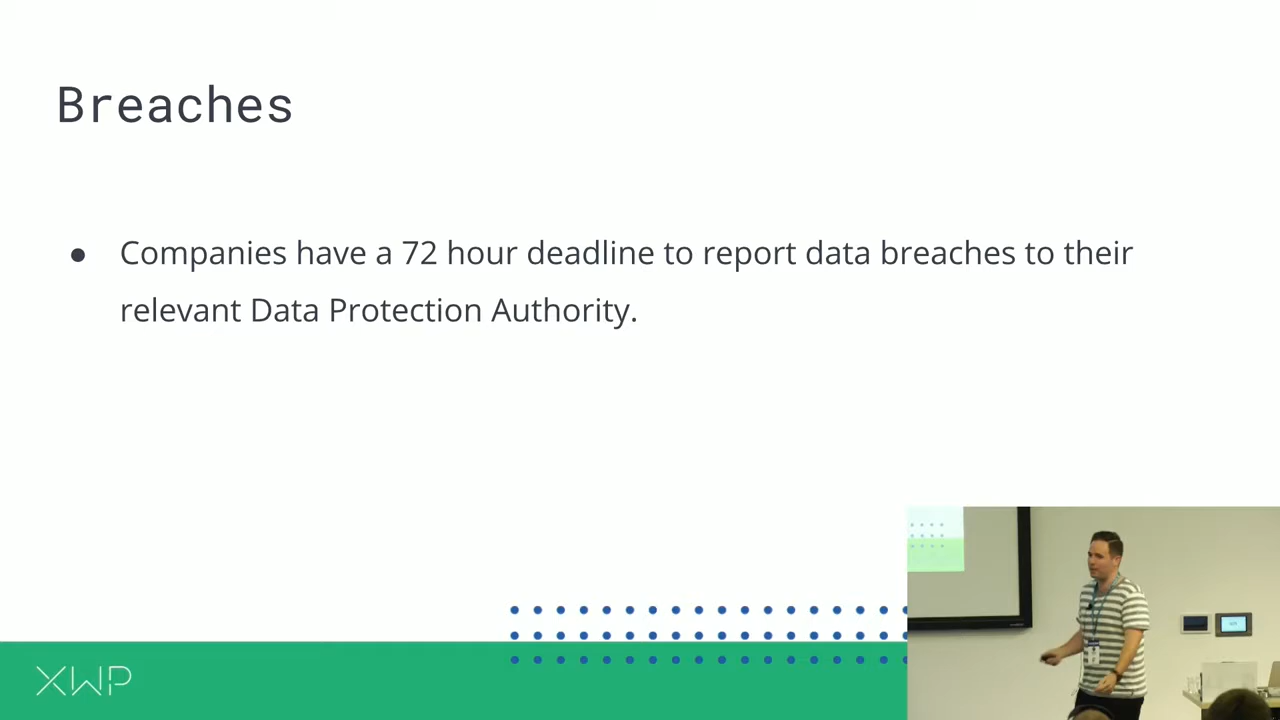 Breaches
● Companies have a 72 hour deadline to report data breaches to their
relevant Data Protection Authority.
XWP